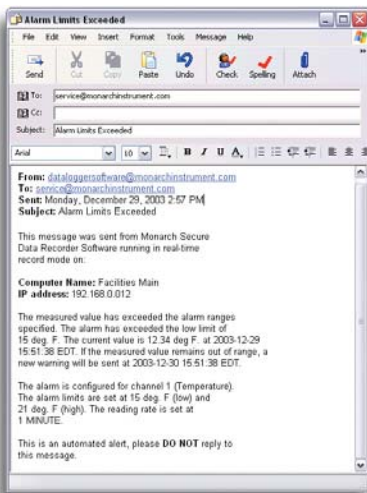 Alarm Limits Exceeded
File Edit View Insert Format Tools Message Help
Send Cut Copy Paste Undo Check Spelling Attach
To: service@monarchinstrument.com
Cc:
Subject: Alarm Limits Exceeded
Arial 10 B I U A
From: dataloggersoftware@monarchinstrument.com
To: service@monarchinstrument.com
Sent: Monday, December 29, 2003 2:57 PM
Subject: Alarm Limits Exceeded
This message was sent from Monarch Secure
Data Recorder Software running in real-time
record mode on:
Computer Name: Facilities Main
IP address: 192.168.0.012
The measured value has exceeded the alarm ranges
specified. The alarm has exceeded the low limit of
15 deg. F. The current value is 12.34 deg F. at 2003-12-29
15:51:38 EDT. If the measured value remains out of range, a
new warning will be sent at 2003-12-30 15:51:38 EDT.
The alarm is configured for channel 1 (Temperature).
The alarm limits are set at 15 deg. F (low) and
21 deg. F (high). The reading rate is set at
1 MINUTE.
This is an automated alert, please DO NOT reply to
this message.